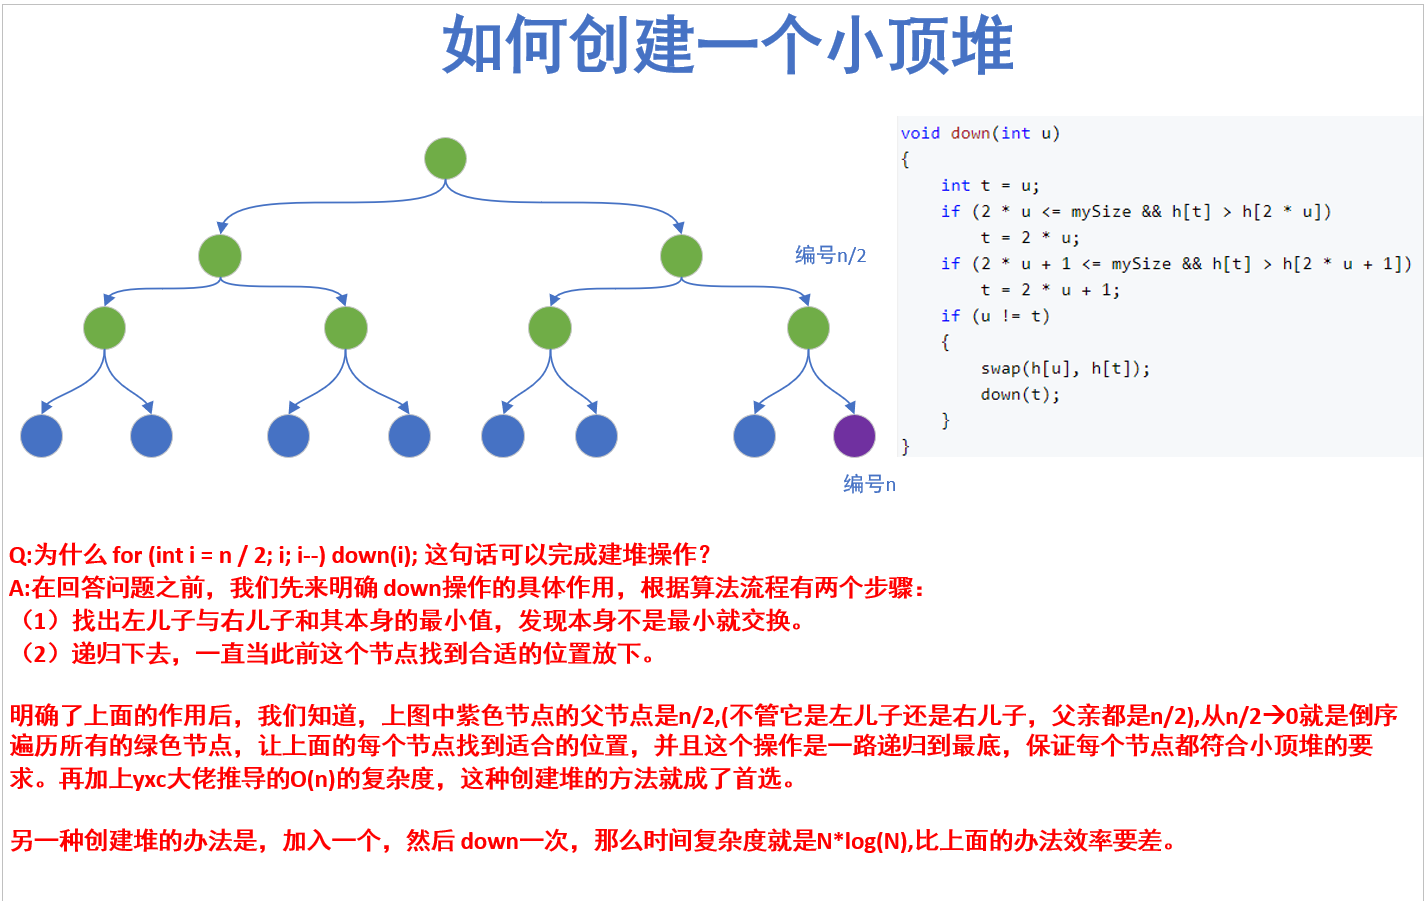 如何创建一个小顶堆
void down(int u)
{
    int t = u;
    if (2 * u <= mySize && h[t] > h[2 * u])
        t = 2 * u;
    if (2 * u + 1 <= mySize && h[t] > h[2 * u + 1])
        t = 2 * u + 1;
    if (u != t)
    {
        swap(h[u], h[t]);
        down(t);
    }
}
编号n/2
编号n
Q:为什么 for (int i = n / 2; i; i--) down(i); 这句话可以完成建堆操作?
A:在回答问题之前，我们先来明确 down操作的具体作用，根据算法流程有两个步骤：
（1）找出左儿子与右儿子和其本身的最小值，发现本身不是最小就交换。
（2）递归下去，一直当此前这个节点找到合适的位置放下。
明确了上面的作用后，我们知道，上图中紫色节点的父节点是n/2,(不管它是左儿子还是右儿子，父亲都是n/2),从n/2→0就是倒序
遍历所有的绿色节点，让上面的每个节点找到适合的位置，并且这个操作是一路递归到最底，保证每个节点都符合小顶堆的要
求。再加上yxc大佬推导的O(n)的复杂度，这种创建堆的方法就成了首选。
另一种创建堆的办法是，加入一个，然后 down一次，那么时间复杂度就是N*log(N),比上面的办法效率要差。